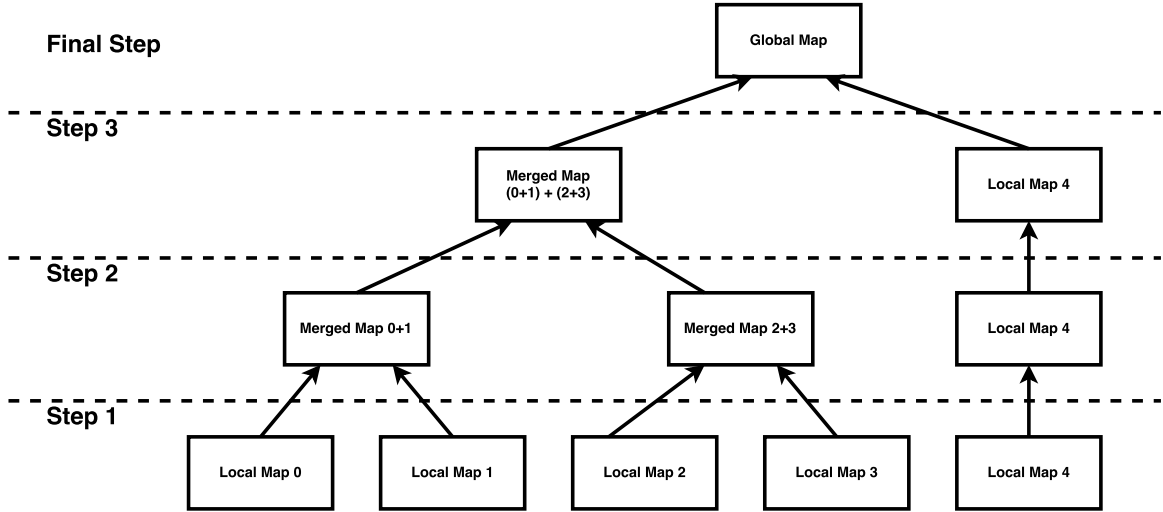 Final Step
Global Map
Step 3
Merged Map
(0+1) + (2+3)
Local Map 4
Step 2
Merged Map 0+1
Merged Map 2+3
Local Map 4
Step 1
Local Map 0
Local Map 1
Local Map 2
Local Map 3
Local Map 4